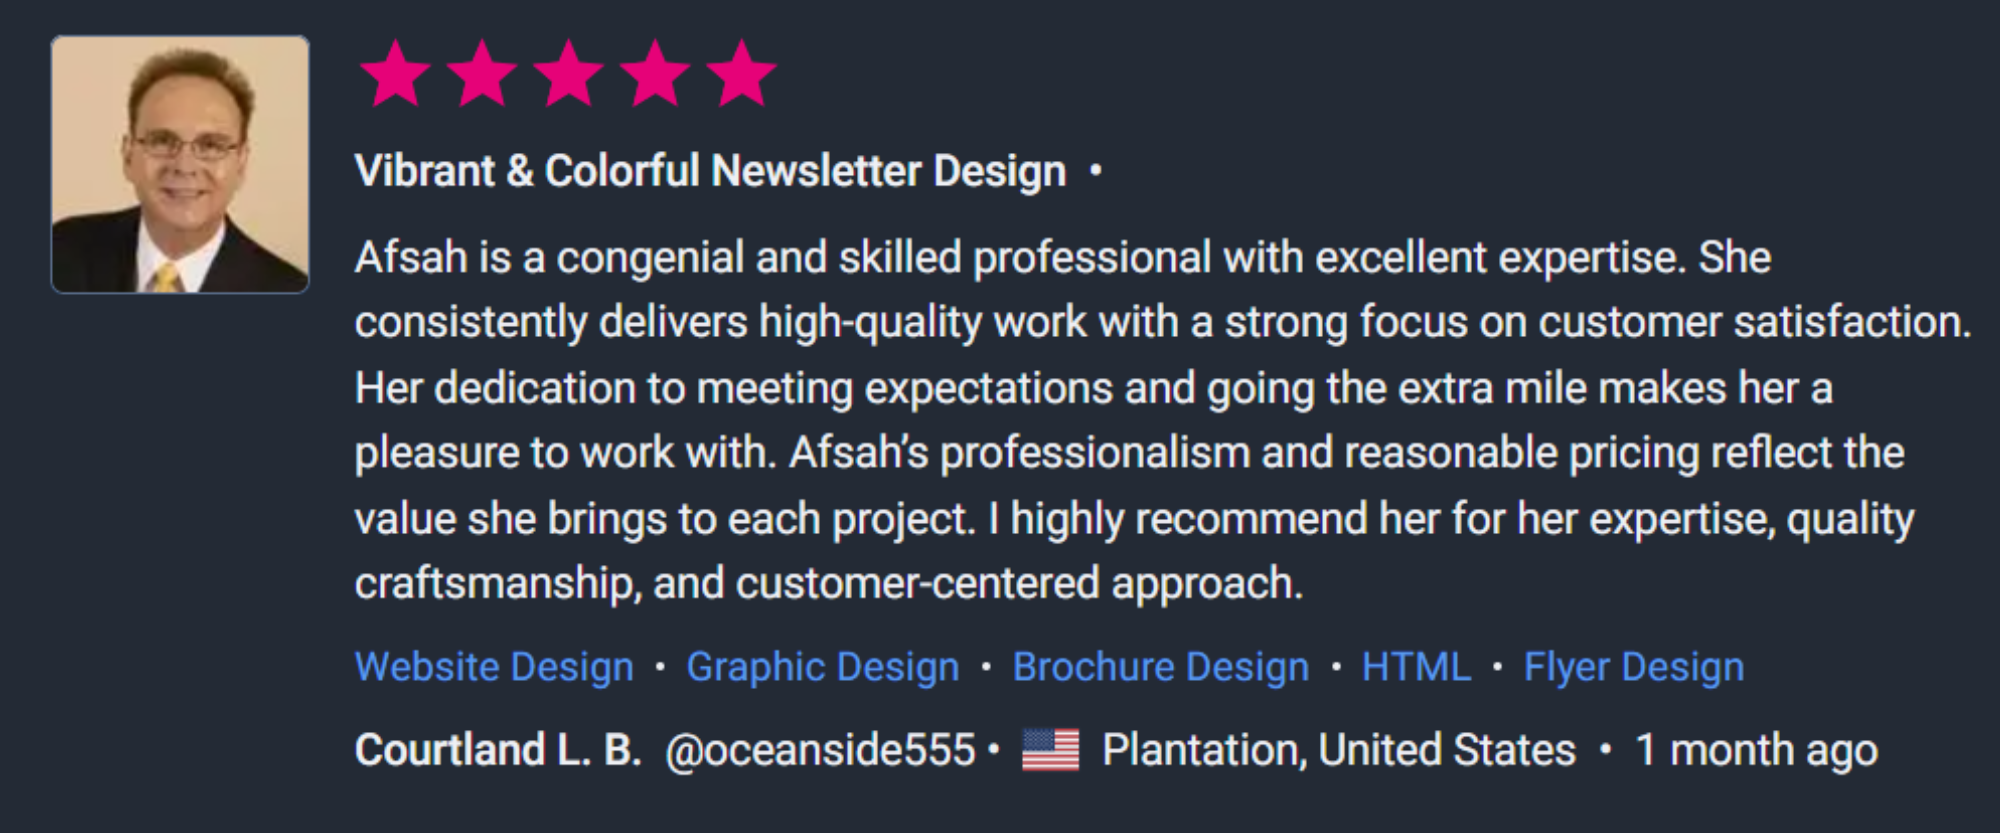 Vibrant & Colorful Newsletter Design •
Afsah is a congenial and skilled professional with excellent expertise. She
consistently delivers high-quality work with a strong focus on customer satisfaction.
Her dedication to meeting expectations and going the extra mile makes her a
pleasure to work with. Afsah’s professionalism and reasonable pricing reflect the
value she brings to each project. I highly recommend her for her expertise, quality
craftsmanship, and customer-centered approach.
Website Design • Graphic Design • Brochure Design • HTML • Flyer Design
Courtland L. B. @oceanside555 • Plantation, United States • 1 month ago